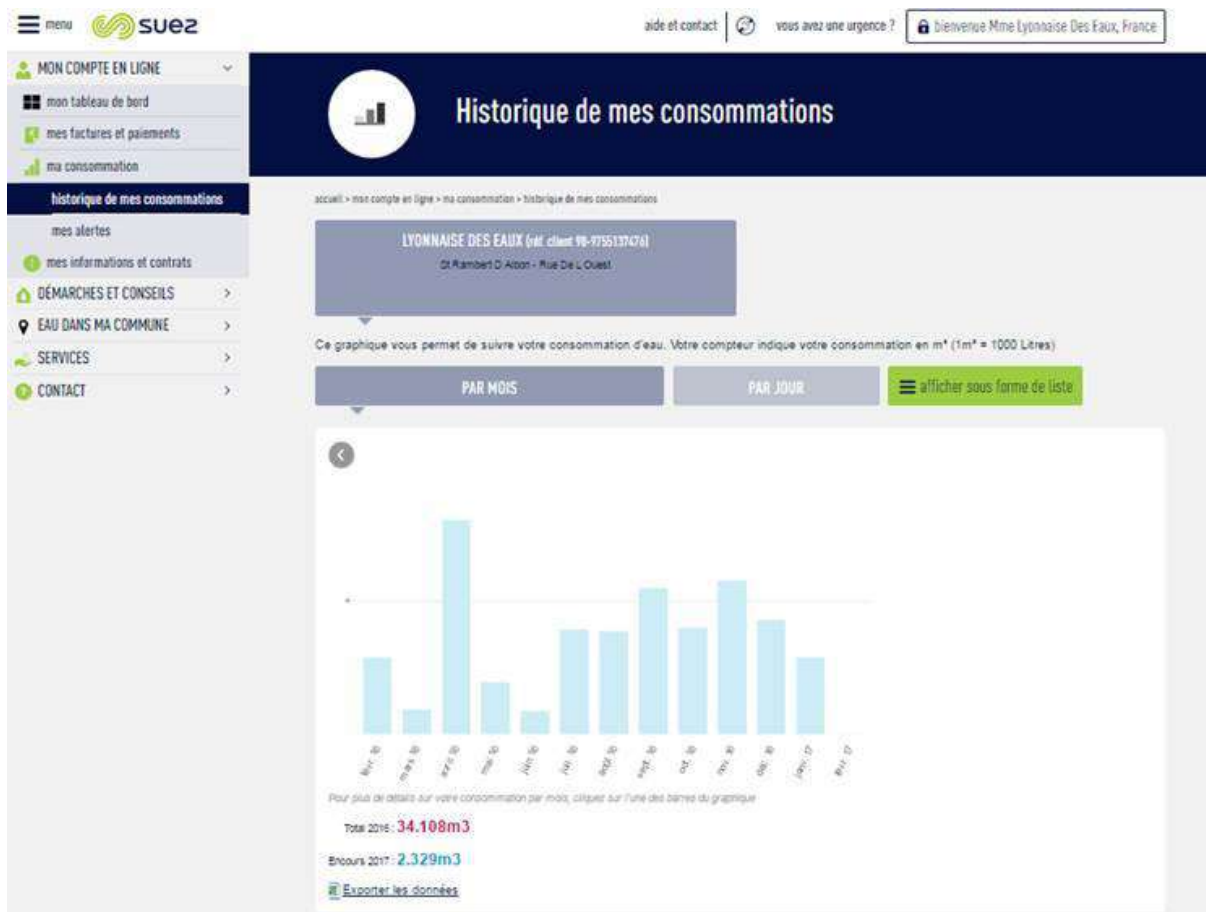 menu
suez
aide et contact
vous avez une urgence ?
bienvenue Mme Lyonnaise Des Eaux, France
MON COMPTE EN LIGNE
mon tableau de bord
mes factures et paiements
ma consommation
historique de mes consommations
mes alertes
mes informations et contrats
DÉMARCHES ET CONSEILS
EAU DANS MA COMMUNE
SERVICES
CONTACT
Historique de mes consommations
accueil > mon compte en ligne > ma consommation > historique de mes consommations
LYONNAISE DES EAUX (réf. client 98-9755137476)
St Rambert D Albon - Rue De L Ouest
Ce graphique vous permet de suivre votre consommation d'eau. Votre compteur indique votre consommation en m³ (1m³ = 1000 Litres)
PAR MOIS
PAR JOUR
afficher sous forme de liste
Pour plus de détails sur votre consommation par mois, cliquez sur l'une des barres du graphique
Total 2016 : 34.108m3
Encours 2017 : 2.329m3
Exporter les données